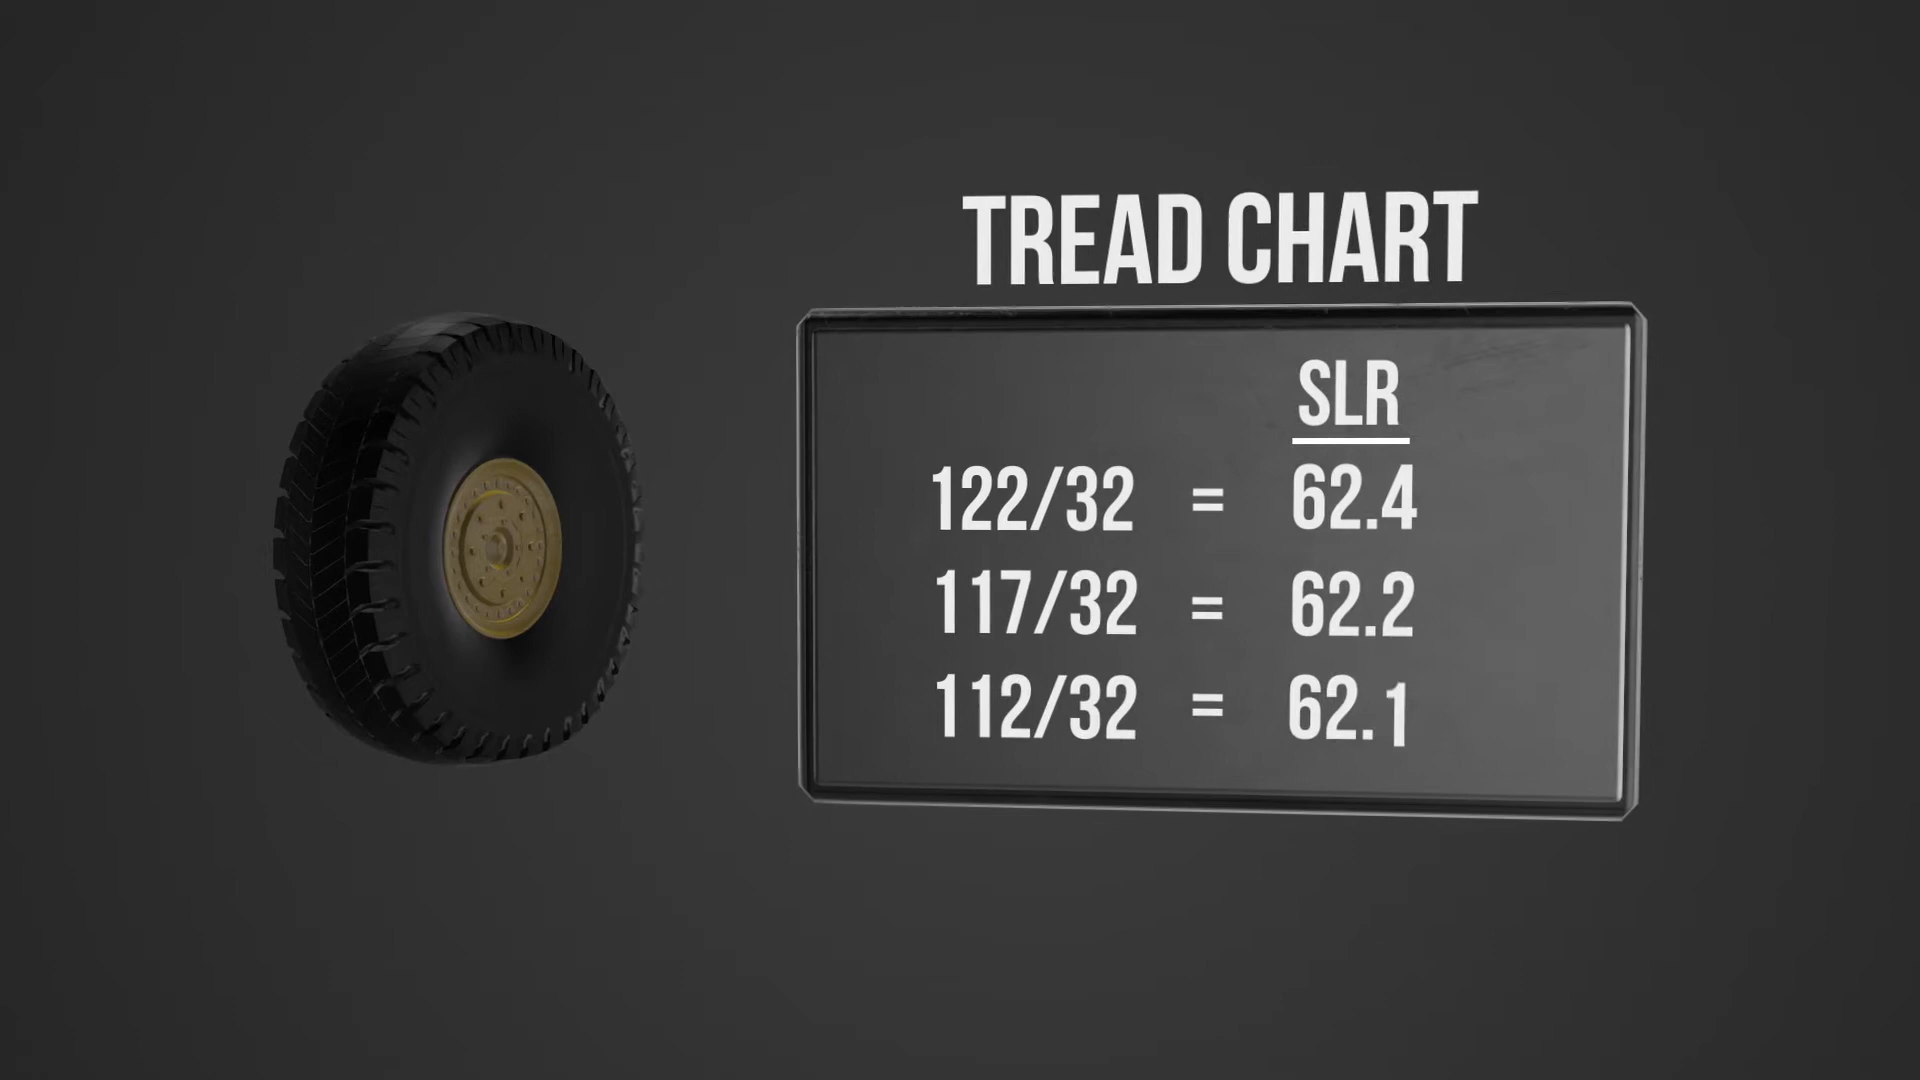 TREAD CHART
SLR
122/32 = 62.4
117/32 = 62.2
112/32 = 62.1